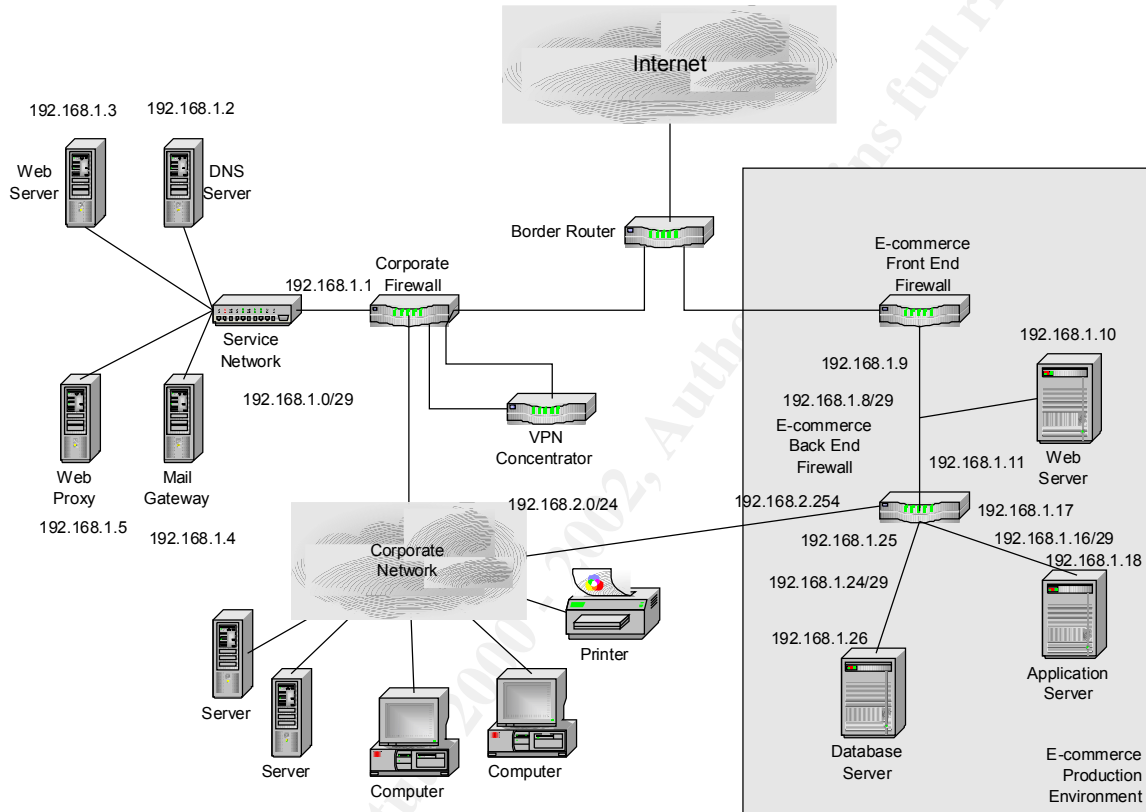 Internet
192.168.1.3
192.168.1.2
Web
Server
DNS
Server
Border Router
E-commerce
Front End
Firewall
Corporate
Firewall
192.168.1.1
Service
Network
192.168.1.0/29
192.168.1.9
192.168.1.10
192.168.1.8/29
E-commerce
Back End
Firewall
VPN
Concentrator
Web
Server
192.168.1.11
Web
Proxy
Mail
Gateway
192.168.1.5
192.168.1.4
192.168.2.0/24
192.168.2.254
192.168.1.17
192.168.1.25
192.168.1.16/29
192.168.1.18
Corporate
Network
192.168.1.24/29
192.168.1.26
Printer
Server
Server
Computer
Computer
Application
Server
Database
Server
E-commerce
Production
Environment
2000 - 2002, Autho
ins full ri